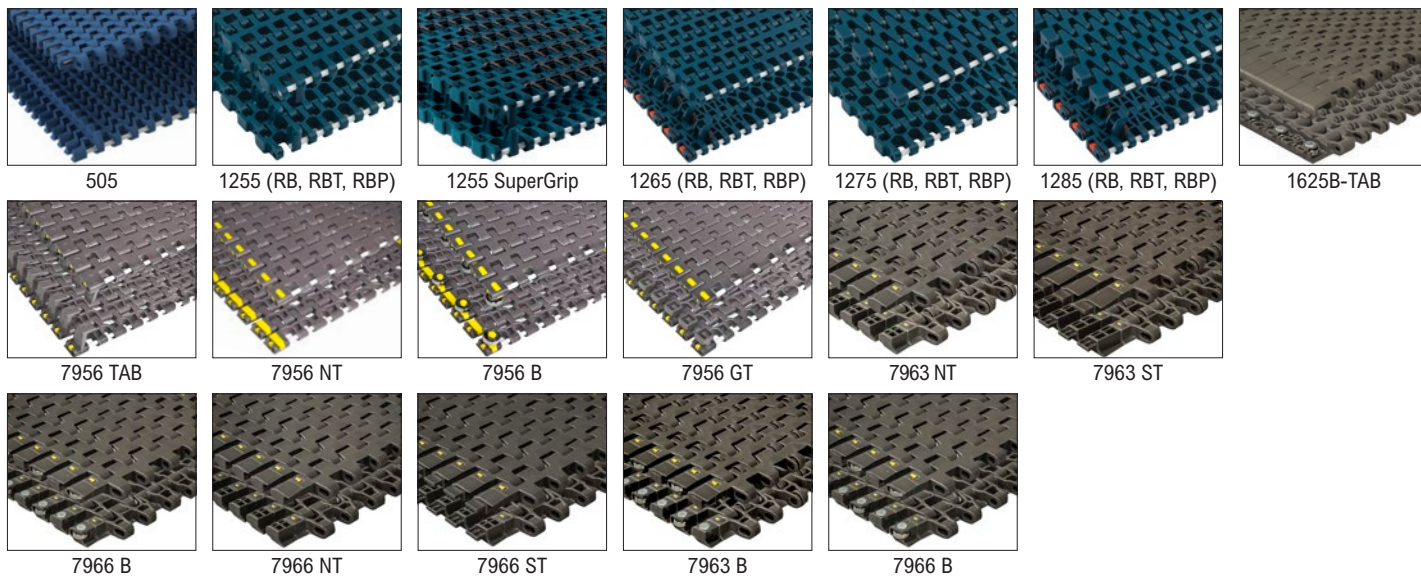 505
1255 (RB, RBT, RBP)
1255 SuperGrip
1265 (RB, RBT, RBP)
1275 (RB, RBT, RBP)
1285 (RB, RBT, RBP)
1625B-TAB
7956 TAB
7956 NT
7956 B
7956 GT
7963 NT
7963 ST
7966 B
7966 NT
7966 ST
7963 B
7966 B